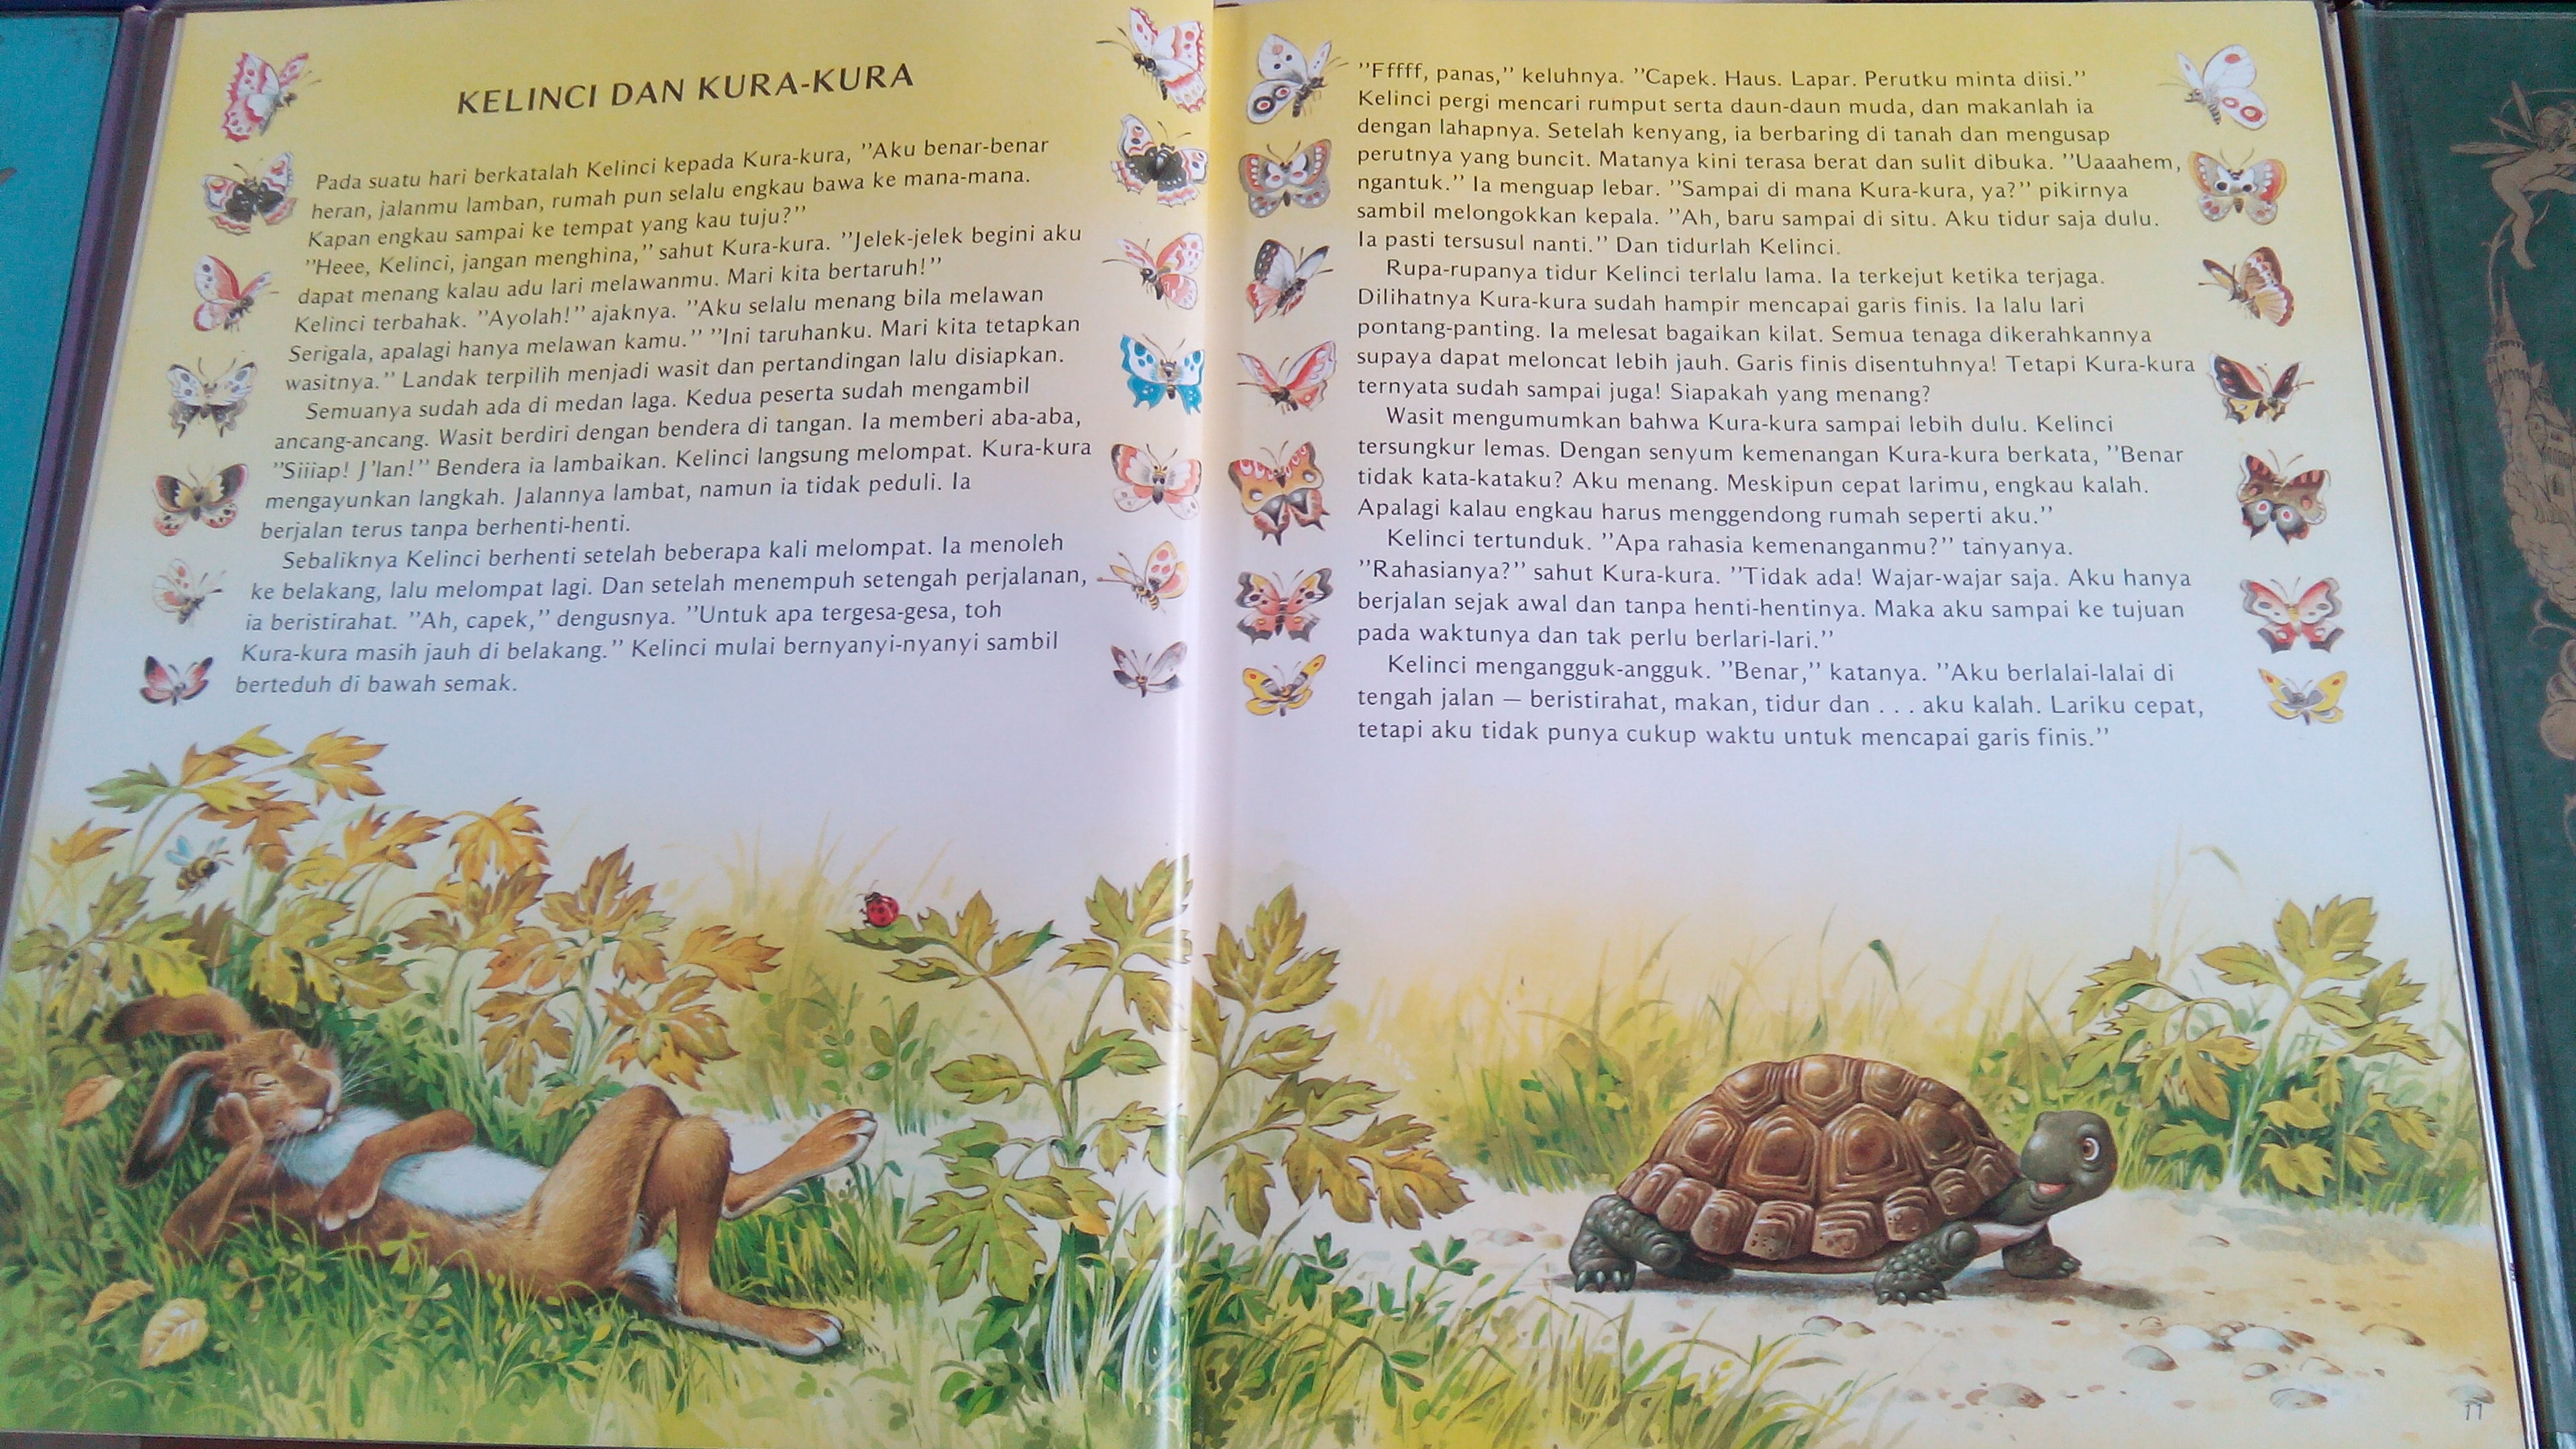 KELINCI DAN KURA-KURA
Pada suatu hari berkatalah Kelinci kepada Kura-kura, ”Aku benar-benar
heran, jalanmu lamban, rumah pun selalu engkau bawa ke mana-mana.
Kapan engkau sampai ke tempat yang kau tuju?”
”Heee, Kelinci, jangan menghina,” sahut Kura-kura. ”Jelek-jelek begini aku
dapat menang kalau adu lari melawanmu. Mari kita bertaruh!”
Kelinci terbahak. ”Ayolah!” ajaknya. ”Aku selalu menang bila melawan
Serigala, apalagi hanya melawan kamu.” ”Ini taruhanku. Mari kita tetapkan
wasitnya.” Landak terpilih menjadi wasit dan pertandingan lalu disiapkan.
Semuanya sudah ada di medan laga. Kedua peserta sudah mengambil
ancang-ancang. Wasit berdiri dengan bendera di tangan. Ia memberi aba-aba,
”Siiiap! J'lan!” Bendera ia lambaikan. Kelinci langsung melompat. Kura-kura
mengayunkan langkah. Jalannya lambat, namun ia tidak peduli. Ia
berjalan terus tanpa berhenti-henti.
Sebaliknya Kelinci berhenti setelah beberapa kali melompat. Ia menoleh
ke belakang, lalu melompat lagi. Dan setelah menempuh setengah perjalanan,
ia beristirahat. ”Ah, capek,” dengusnya. ”Untuk apa tergesa-gesa, toh
Kura-kura masih jauh di belakang.” Kelinci mulai bernyanyi-nyanyi sambil
berteduh di bawah semak.
”Fffff, panas,” keluhnya. ”Capek. Haus. Lapar. Perutku minta diisi.”
Kelinci pergi mencari rumput serta daun-daun muda, dan makanlah ia
dengan lahapnya. Setelah kenyang, ia berbaring di tanah dan mengusap
perutnya yang buncit. Matanya kini terasa berat dan sulit dibuka. ”Uaaahem,
ngantuk.” Ia menguap lebar. ”Sampai di mana Kura-kura, ya?” pikirnya
sambil melongokkan kepala. ”Ah, baru sampai di situ. Aku tidur saja dulu.
Ia pasti tersusul nanti.” Dan tidurlah Kelinci.
Rupa-rupanya tidur Kelinci terlalu lama. Ia terkejut ketika terjaga.
Dilihatnya Kura-kura sudah hampir mencapai garis finis. Ia lalu lari
pontang-panting. Ia melesat bagaikan kilat. Semua tenaga dikerahkannya
supaya dapat meloncat lebih jauh. Garis finis disentuhnya! Tetapi Kura-kura
ternyata sudah sampai juga! Siapakah yang menang?
Wasit mengumumkan bahwa Kura-kura sampai lebih dulu. Kelinci
tersungkur lemas. Dengan senyum kemenangan Kura-kura berkata, ”Benar
tidak kata-kataku? Aku menang. Meskipun cepat larimu, engkau kalah.
Apalagi kalau engkau harus menggendong rumah seperti aku.”
Kelinci tertunduk. ”Apa rahasia kemenanganmu?” tanyanya.
”Rahasianya?” sahut Kura-kura. ”Tidak ada! Wajar-wajar saja. Aku hanya
berjalan sejak awal dan tanpa henti-hentinya. Maka aku sampai ke tujuan
pada waktunya dan tak perlu berlari-lari.”
Kelinci mengangguk-angguk. ”Benar,” katanya. ”Aku berlalai-lalai di
tengah jalan — beristirahat, makan, tidur dan . . . aku kalah. Lariku cepat,
tetapi aku tidak punya cukup waktu untuk mencapai garis finis.”
11